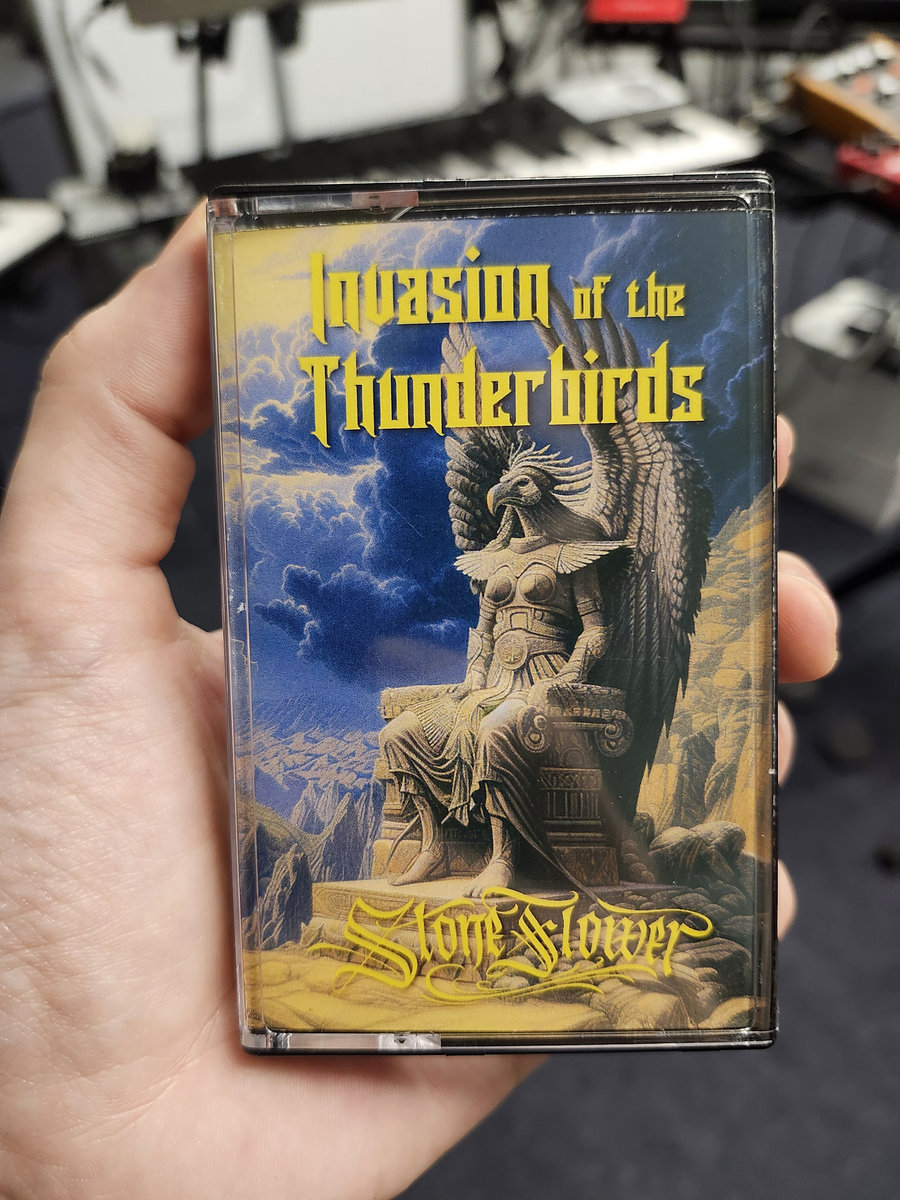 Invasion of the
Thunderbirds
Stone Flower